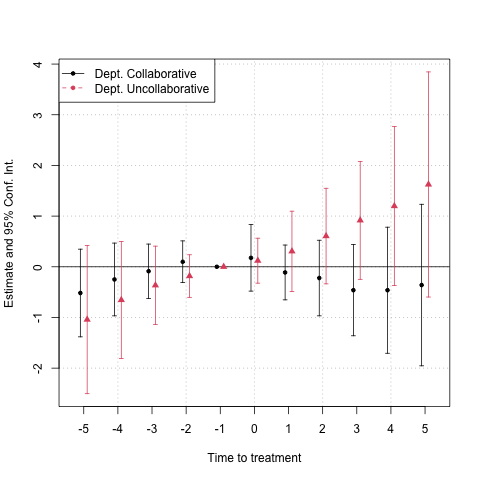 Dept. Collaborative
Dept. Uncollaborative
Estimate and 95% Conf. Int.
4
3
2
1
0
-1
-2
-5 -4 -3 -2 -1 0 1 2 3 4 5
Time to treatment